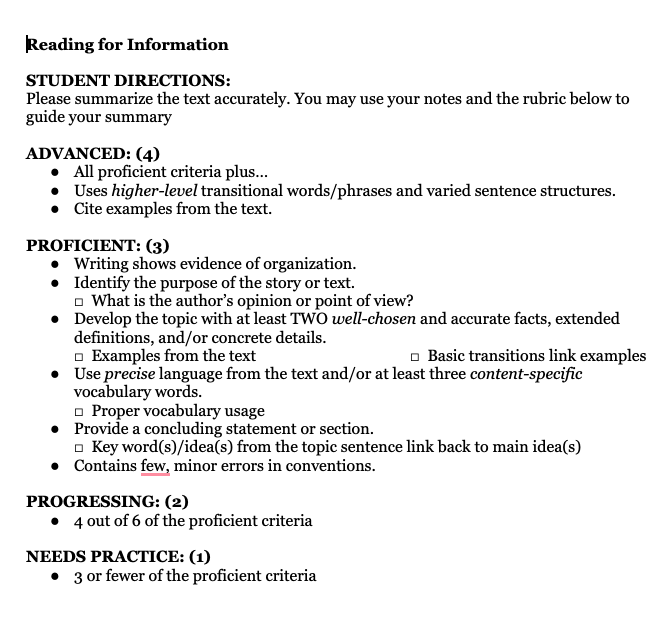 Reading for Information
STUDENT DIRECTIONS:
Please summarize the text accurately. You may use your notes and the rubric below to
guide your summary
ADVANCED: (4)
● All proficient criteria plus...
● Uses higher-level transitional words/phrases and varied sentence structures.
● Cite examples from the text.
PROFICIENT: (3)
● Writing shows evidence of organization.
● Identify the purpose of the story or text.
□ What is the author's opinion or point of view?
● Develop the topic with at least TWO well-chosen and accurate facts, extended
definitions, and/or concrete details.
□ Examples from the text □ Basic transitions link examples
● Use precise language from the text and/or at least three content-specific
vocabulary words.
□ Proper vocabulary usage
● Provide a concluding statement or section.
□ Key word(s)/idea(s) from the topic sentence link back to main idea(s)
● Contains few, minor errors in conventions.
PROGRESSING: (2)
● 4 out of 6 of the proficient criteria
NEEDS PRACTICE: (1)
● 3 or fewer of the proficient criteria